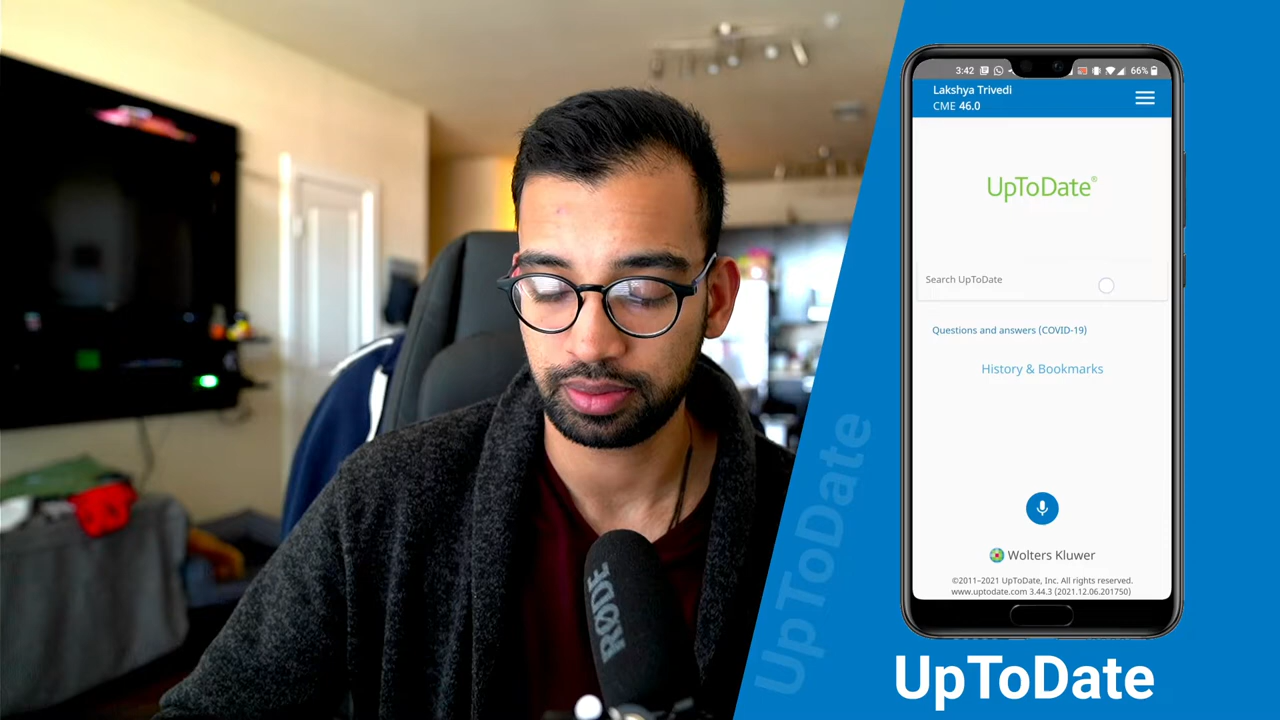 RØDE
UpToDate
3:42
66%
Lakshya Trivedi
CME 46.0
UpToDate®
Search UpToDate
Questions and answers (COVID-19)
History & Bookmarks
Wolters Kluwer
©2011–2021 UpToDate, Inc. All rights reserved.
www.uptodate.com 3.44.3 (2021.12.06.201750)
UpToDate